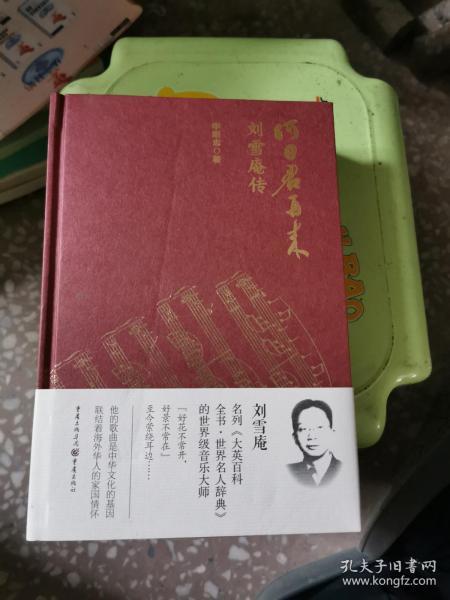 何日君再来
刘雪庵传
李明忠◎著
刘雪庵
名列《大英百科
全书·世界名人辞典》
的世界级音乐大师
「好花不常开，
好景不常在」
至今萦绕耳边……
他的歌曲是中华文化的基因
联结着海外华人的家国情怀
重庆出版集团
重庆出版社
BAO
孔夫子旧书网
www.kongfz.com